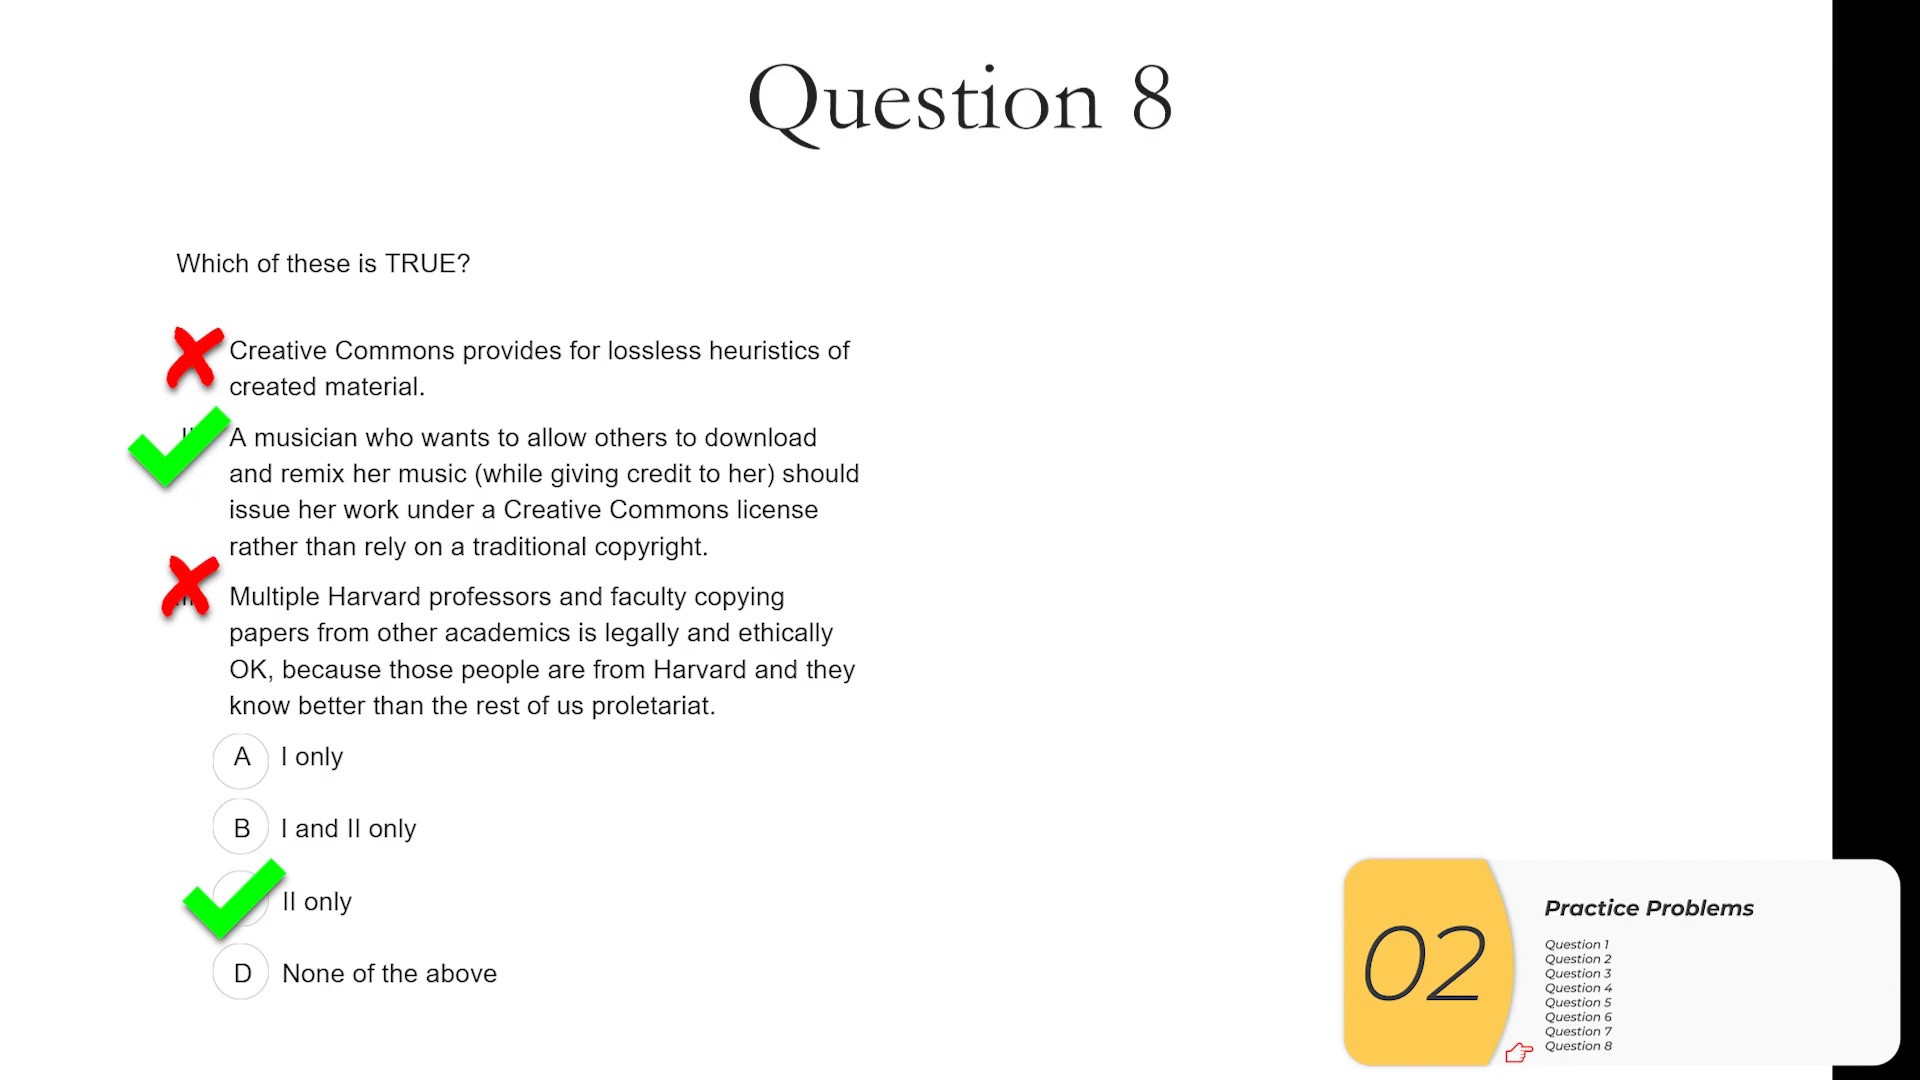 Question 8
Which of these is TRUE?
Creative Commons provides for lossless heuristics of
created material.
A musician who wants to allow others to download
and remix her music (while giving credit to her) should
issue her work under a Creative Commons license
rather than rely on a traditional copyright.
Multiple Harvard professors and faculty copying
papers from other academics is legally and ethically
OK, because those people are from Harvard and they
know better than the rest of us proletariat.
A I only
B I and II only
II only
D None of the above
02
Practice Problems
Question 1
Question 2
Question 3
Question 4
Question 5
Question 6
Question 7
Question 8